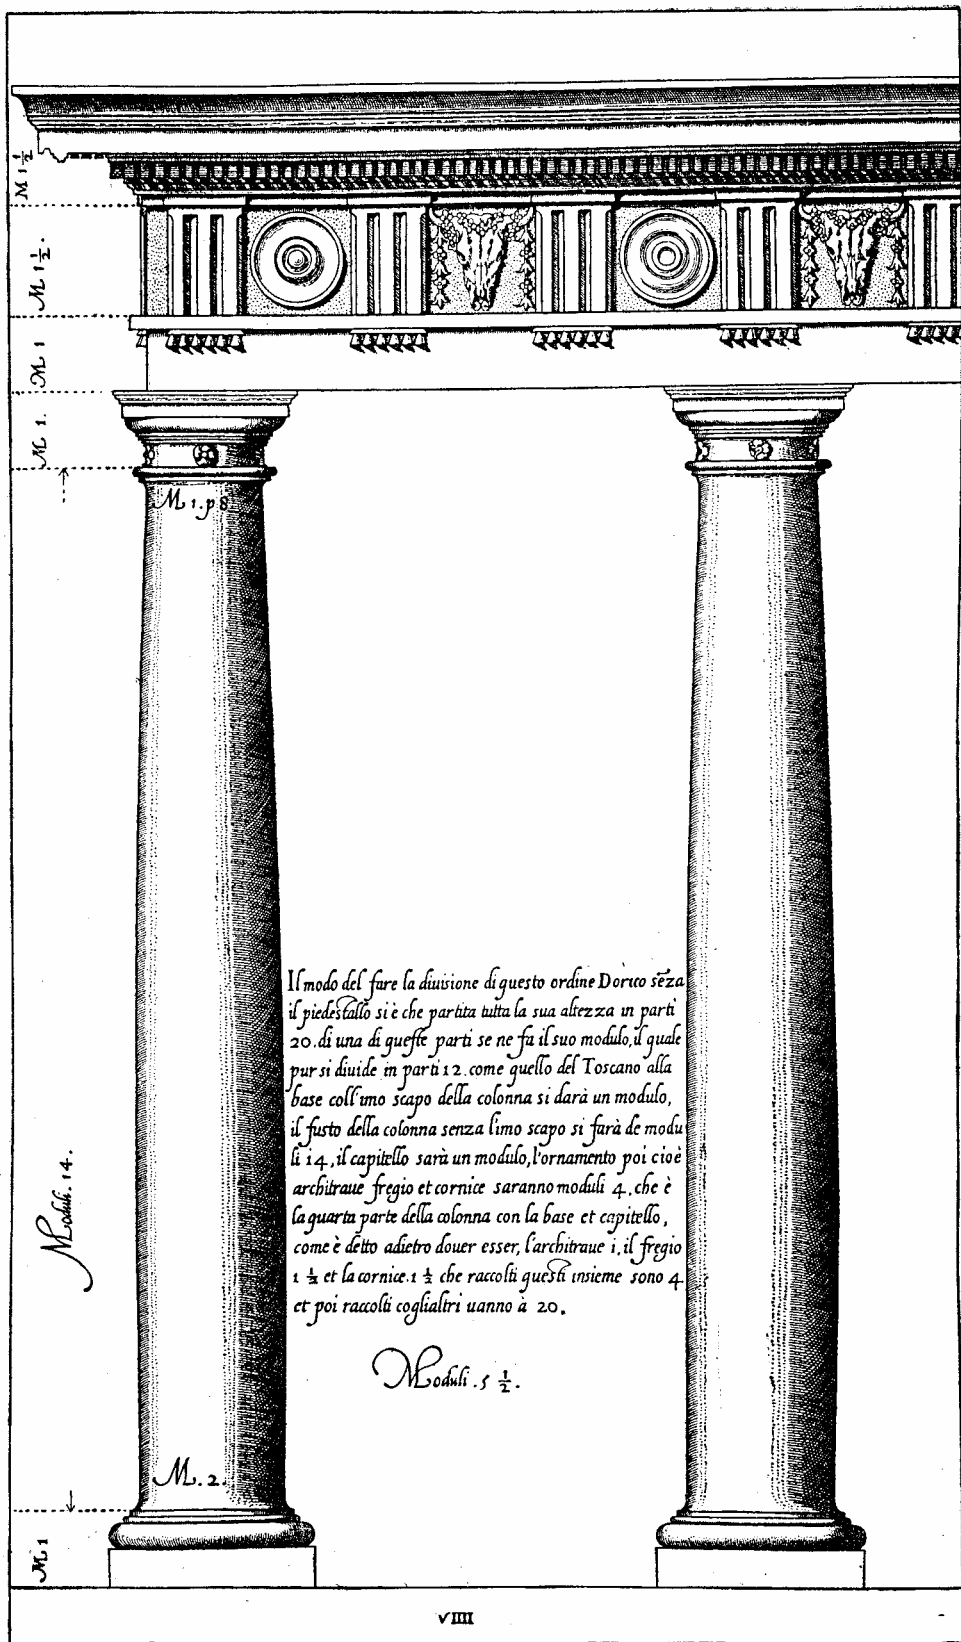 M 1 1/2
M 1 1/2.
M 1
M 1.
M 1. p 8
Il modo del fare la diuisione di questo ordine Dorico sẽza
il piedestallo si è che partita tutta la sua altezza in parti
20. di una di queste parti se ne fa il suo modulo, il quale
pur si diuide in parti 12. come quello del Toscano alla
base coll'imo scapo della colonna si darà un modulo,
il fusto della colonna senza l'imo scapo si farà de modu
li 14, il capitello sarà un modulo, l'ornamento poi cioè
architraue fregio et cornice saranno moduli 4, che è
la quarta parte della colonna con la base et capitello,
come è detto adietro douer esser, l'architraue i, il fregio
1 1/2 et la cornice. 1 1/2 che raccolti questi insieme sono 4
et poi raccolti cogli altri uanno à 20.
Moduli. 5 1/2.
Moduli. 14.
M. 2.
M 1
VIIII